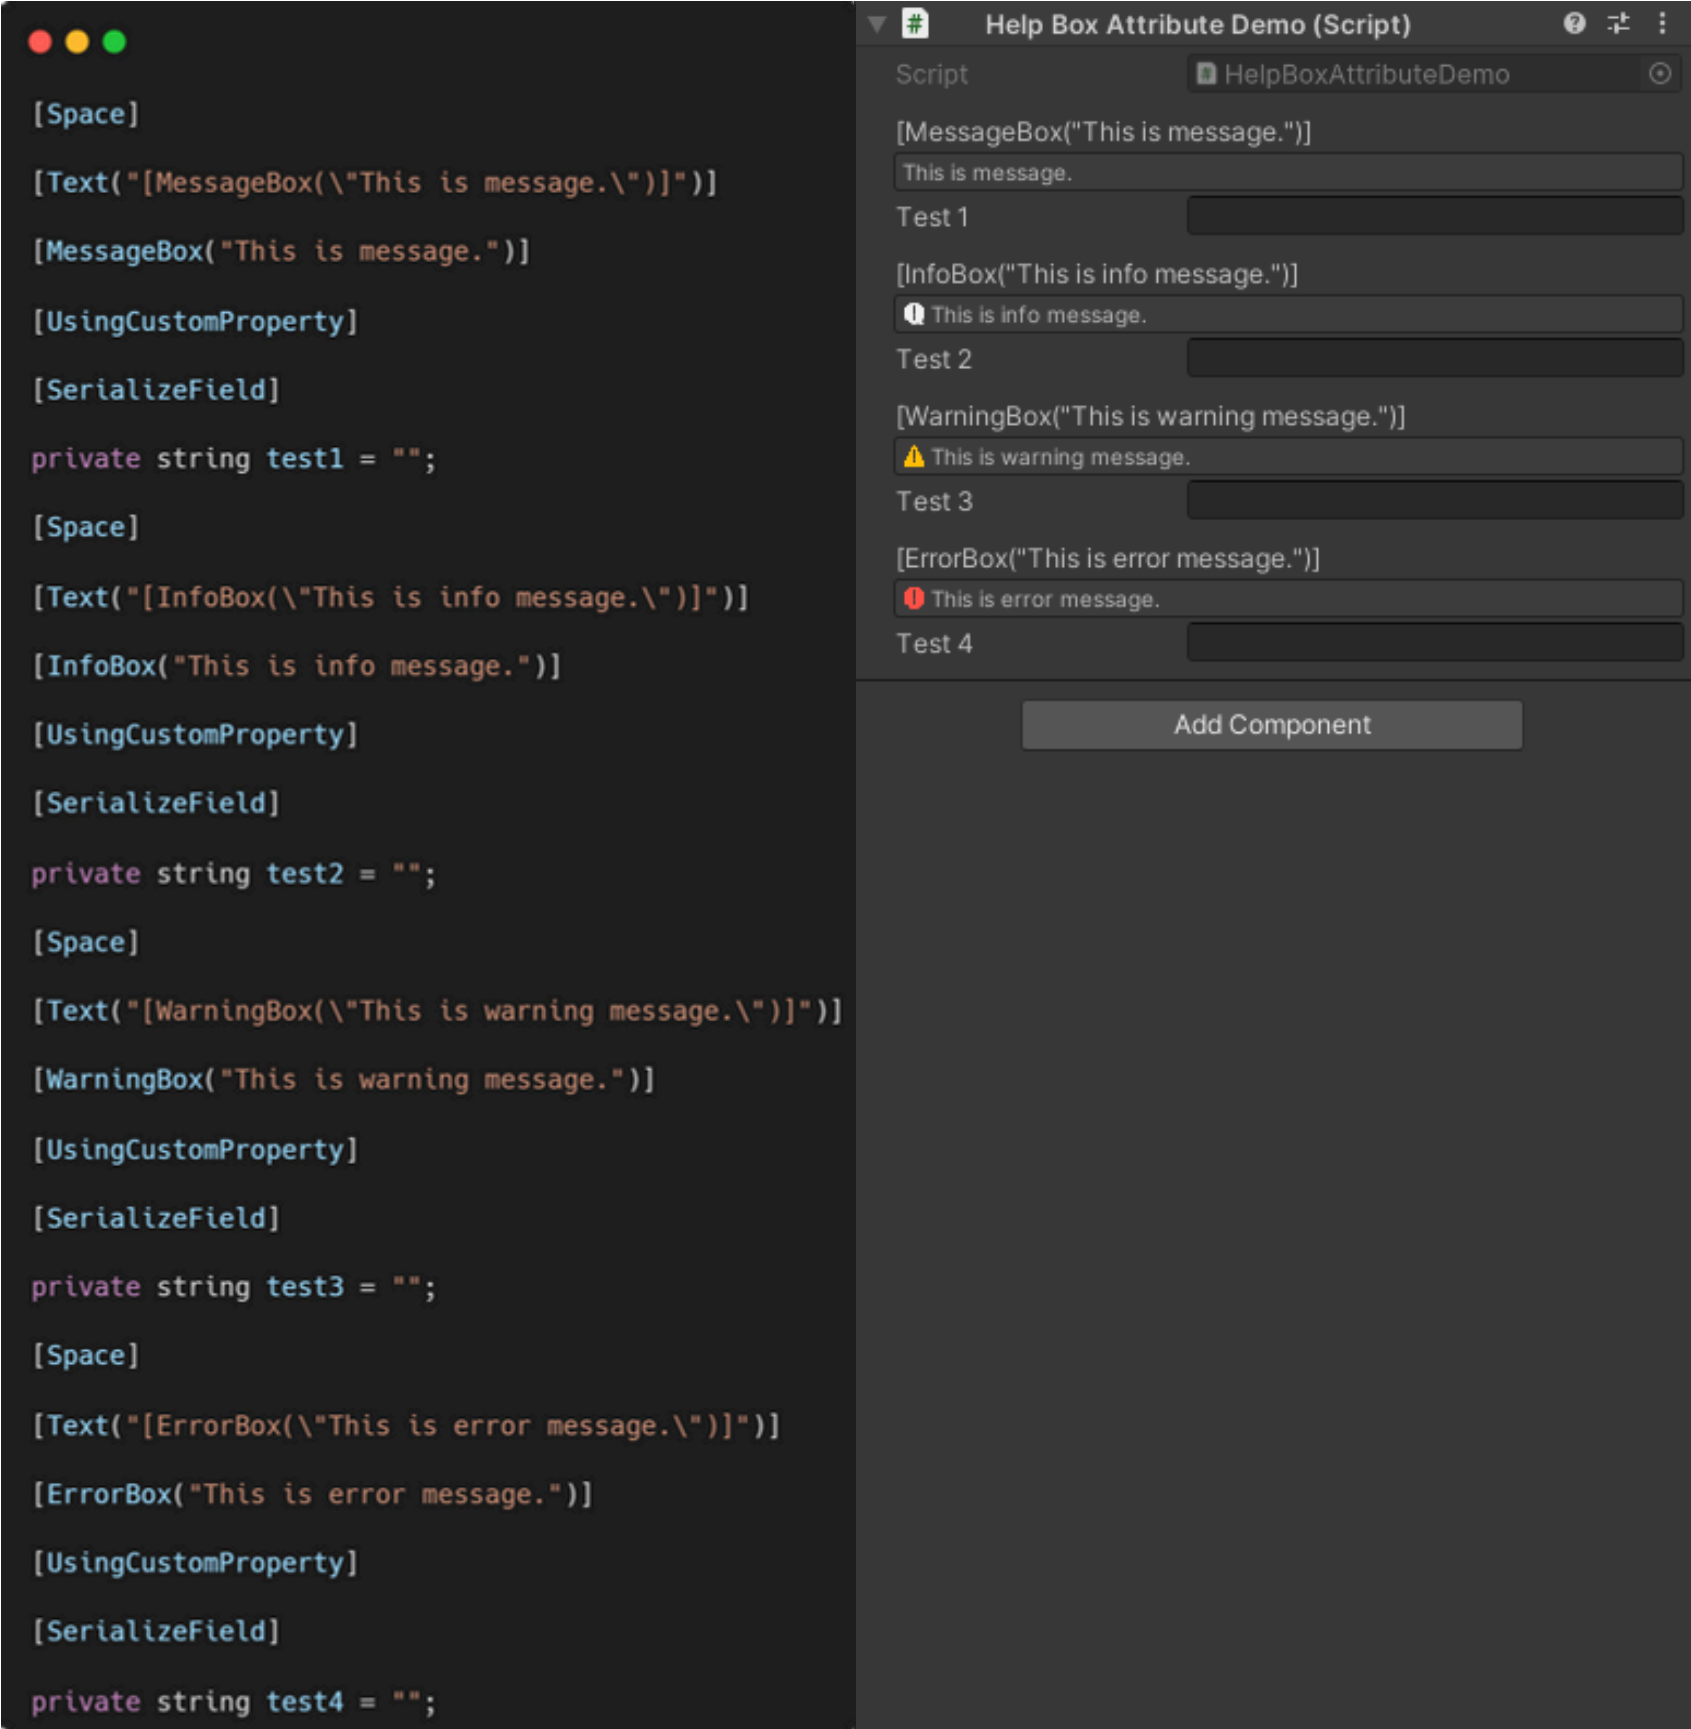 [Space]
[Text("[MessageBox(\"This is message.\")]")]
[MessageBox("This is message.")]
[UsingCustomProperty]
[SerializeField]
private string test1 = "";
[Space]
[Text("[InfoBox(\"This is info message.\")]")]
[InfoBox("This is info message.")]
[UsingCustomProperty]
[SerializeField]
private string test2 = "";
[Space]
[Text("[WarningBox(\"This is warning message.\")]")]
[WarningBox("This is warning message.")]
[UsingCustomProperty]
[SerializeField]
private string test3 = "";
[Space]
[Text("[ErrorBox(\"This is error message.\")]")]
[ErrorBox("This is error message.")]
[UsingCustomProperty]
[SerializeField]
private string test4 = "";
# Help Box Attribute Demo (Script)
Script HelpBoxAttributeDemo
[MessageBox("This is message.")]
This is message.
Test 1
[InfoBox("This is info message.")]
This is info message.
Test 2
[WarningBox("This is warning message.")]
This is warning message.
Test 3
[ErrorBox("This is error message.")]
This is error message.
Test 4
Add Component